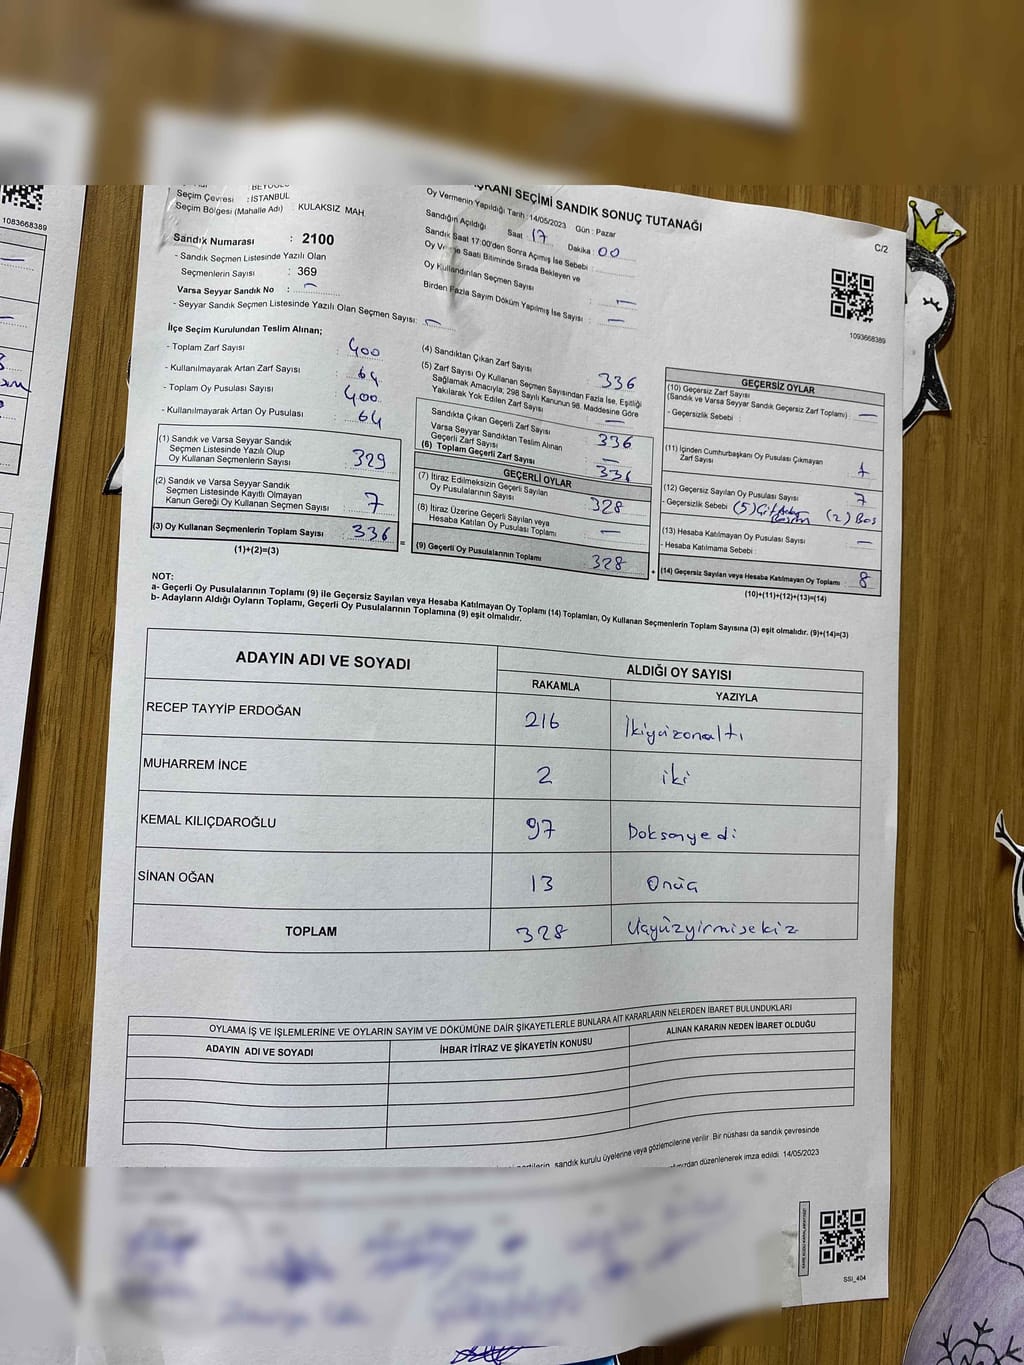 1083668389
ŞKANI SEÇİMİ SANDIK SONUÇ TUTANAĞI
C/2
1093668389
BEYOĞLU
Seçim Çevresi : İSTANBUL
Seçim Bölgesi (Mahalle Adı) : KULAKSIZ MAH.
Sandık Numarası : 2100
- Sandık Seçmen Listesinde Yazılı Olan
Seçmenlerin Sayısı : 369
Varsa Seyyar Sandık No : —
- Seyyar Sandık Seçmen Listesinde Yazılı Olan Seçmen Sayısı: —
Oy Vermenin Yapıldığı Tarih : 14/05/2023 Gün : Pazar
Sandığın Açıldığı Saat 17 Dakika 00
Sandık Saat 17:00'den Sonra Açılmış İse Sebebi :
Oy Verme Saati Bitiminde Sırada Bekleyen ve
Oy Kullandırılan Seçmen Sayısı : —
Birden Fazla Sayım Döküm Yapılmış İse Sayısı : —
İlçe Seçim Kurulundan Teslim Alınan;
- Toplam Zarf Sayısı : 400
- Kullanılmayarak Artan Zarf Sayısı : 64
- Toplam Oy Pusulası Sayısı : 400
- Kullanılmayarak Artan Oy Pusulası : 64
(1) Sandık ve Varsa Seyyar Sandık
Seçmen Listesinde Yazılı Olup
Oy Kullanan Seçmenlerin Sayısı : 329
(2) Sandık ve Varsa Seyyar Sandık
Seçmen Listesinde Kayıtlı Olmayan
Kanun Gereği Oy Kullanan Seçmen Sayısı : 7
(3) Oy Kullanan Seçmenlerin Toplam Sayısı : 336
(1)+(2)=(3)
(4) Sandıktan Çıkan Zarf Sayısı : 336
(5) Zarf Sayısı Oy Kullanan Seçmen Sayısından Fazla İse, Eşitliği
Sağlamak Amacıyla; 298 Sayılı Kanunun 98. Maddesine Göre
Yakılarak Yok Edilen Zarf Sayısı : —
Sandıkta Çıkan Geçerli Zarf Sayısı : 336
Varsa Seyyar Sandıktan Teslim Alınan
Geçerli Zarf Sayısı : —
(6) Toplam Geçerli Zarf Sayısı : 336
GEÇERLİ OYLAR
(7) İtiraz Edilmeksizin Geçerli Sayılan
Oy Pusulalarının Sayısı : 328
(8) İtiraz Üzerine Geçerli Sayılan veya
Hesaba Katılan Oy Pusulası Toplamı : —
(9) Geçerli Oy Pusulalarının Toplamı : 328
GEÇERSİZ OYLAR
(10) Geçersiz Zarf Sayısı
(Sandık ve Varsa Seyyar Sandık Geçersiz Zarf Toplamı) : —
- Geçersizlik Sebebi :
(11) İçinden Cumhurbaşkanı Oy Pusulası Çıkmayan
Zarf Sayısı : 1
(12) Geçersiz Sayılan Oy Pusulası Sayısı : 7
- Geçersizlik Sebebi : (5) Çift (2) Boş
(13) Hesaba Katılmayan Oy Pusulası Sayısı : —
- Hesaba Katılmama Sebebi :
(14) Geçersiz Sayılan veya Hesaba Katılmayan Oy Toplamı : 8
(10)+(11)+(12)+(13)=(14)
NOT:
a- Geçerli Oy Pusulalarının Toplamı (9) ile Geçersiz Sayılan veya Hesaba Katılmayan Oy Toplamı (14) Toplamları, Oy Kullanan Seçmenlerin Toplam Sayısına (3) eşit olmalıdır. (9)+(14)=(3)
b- Adayların Aldığı Oyların Toplamı, Geçerli Oy Pusulalarının Toplamına (9) eşit olmalıdır.
ADAYIN ADI VE SOYADI
ALDIĞI OY SAYISI
RAKAMLA YAZIYLA
RECEP TAYYİP ERDOĞAN 216 İkiyüzonaltı
MUHARREM İNCE 2 iki
KEMAL KILIÇDAROĞLU 97 Doksanyedi
SİNAN OĞAN 13 Onüç
TOPLAM 328 Üçyüzyirmisekiz
OYLAMA İŞ VE İŞLEMLERİNE VE OYLARIN SAYIM VE DÖKÜMÜNE DAİR ŞİKAYETLERLE BUNLARA AİT KARARLARIN NELERDEN İBARET BULUNDUKLARI
ADAYIN ADI VE SOYADI İHBAR İTİRAZ VE ŞİKAYETİN KONUSU ALINAN KARARIN NEDEN İBARET OLDUĞU
sandık kurulu üyelerine veya gözlemcilerine verilir. Bir nüshası da sandık çevresinde
düzenlenerek imza edildi. 14/05/2023
SSI_404